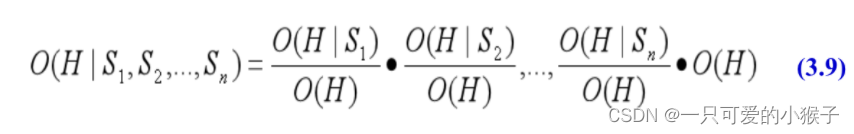 O(H | S₁,S₂,...,Sₙ) = O(H | S₁)/O(H) • O(H | S₂)/O(H) ,..., O(H | Sₙ)/O(H) • O(H) (3.9)
CSDN @一只可爱的小猴子